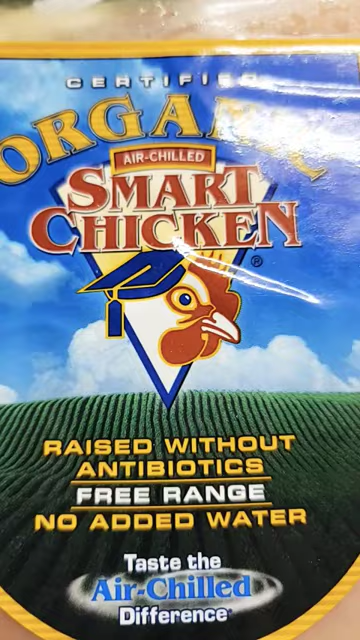 CERTIFIED
ORGANIC
AIR-CHILLED
SMART
CHICKEN®
RAISED WITHOUT
ANTIBIOTICS
FREE RANGE
NO ADDED WATER
Taste the
Air-Chilled
Difference